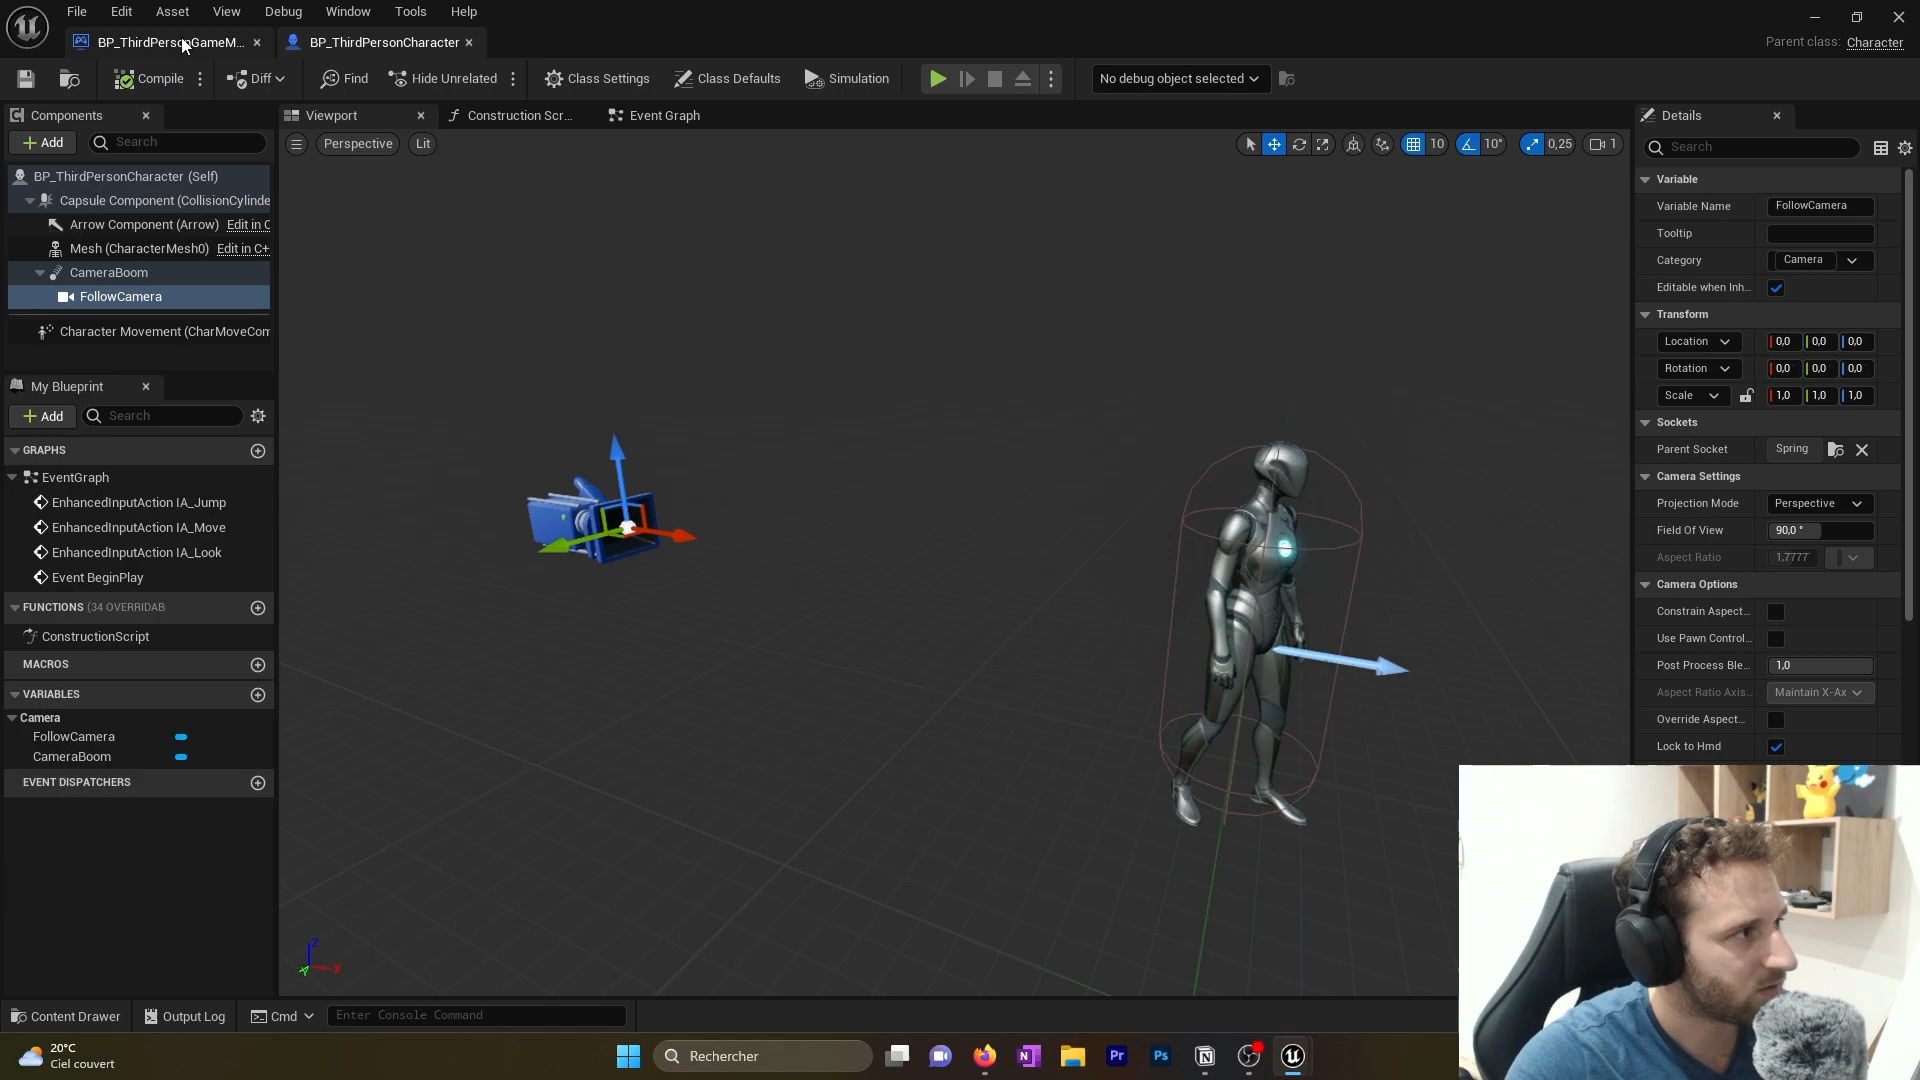 File Edit Asset View Debug Window Tools Help
BP_ThirdPersonGameM... BP_ThirdPersonCharacter
Parent class: Character
Compile Diff Find Hide Unrelated Class Settings Class Defaults Simulation No debug object selected
Components
Add Search
BP_ThirdPersonCharacter (Self)
Capsule Component (CollisionCylinde
Arrow Component (Arrow) Edit in C
Mesh (CharacterMesh0) Edit in C+
CameraBoom
FollowCamera
Character Movement (CharMoveCom
My Blueprint
Add Search
GRAPHS
EventGraph
EnhancedInputAction IA_Jump
EnhancedInputAction IA_Move
EnhancedInputAction IA_Look
Event BeginPlay
FUNCTIONS (34 OVERRIDAB
ConstructionScript
MACROS
VARIABLES
Camera
FollowCamera
CameraBoom
EVENT DISPATCHERS
Viewport Construction Scr... Event Graph
Perspective Lit 10 10° 0,25 1
Z
X
Y
Details
Search
Variable
Variable Name FollowCamera
Tooltip
Category Camera
Editable when Inh...
Transform
Location 0,0 0,0 0,0
Rotation 0,0 0,0 0,0
Scale 1,0 1,0 1,0
Sockets
Parent Socket Spring
Camera Settings
Projection Mode Perspective
Field Of View 90,0 °
Aspect Ratio 1,7777
Camera Options
Constrain Aspect...
Use Pawn Control...
Post Process Ble... 1,0
Aspect Ratio Axis... Maintain X-Ax
Override Aspect...
Lock to Hmd
Content Drawer Output Log Cmd Enter Console Command
20°C
Ciel couvert
Rechercher
N
Pr
Ps
N